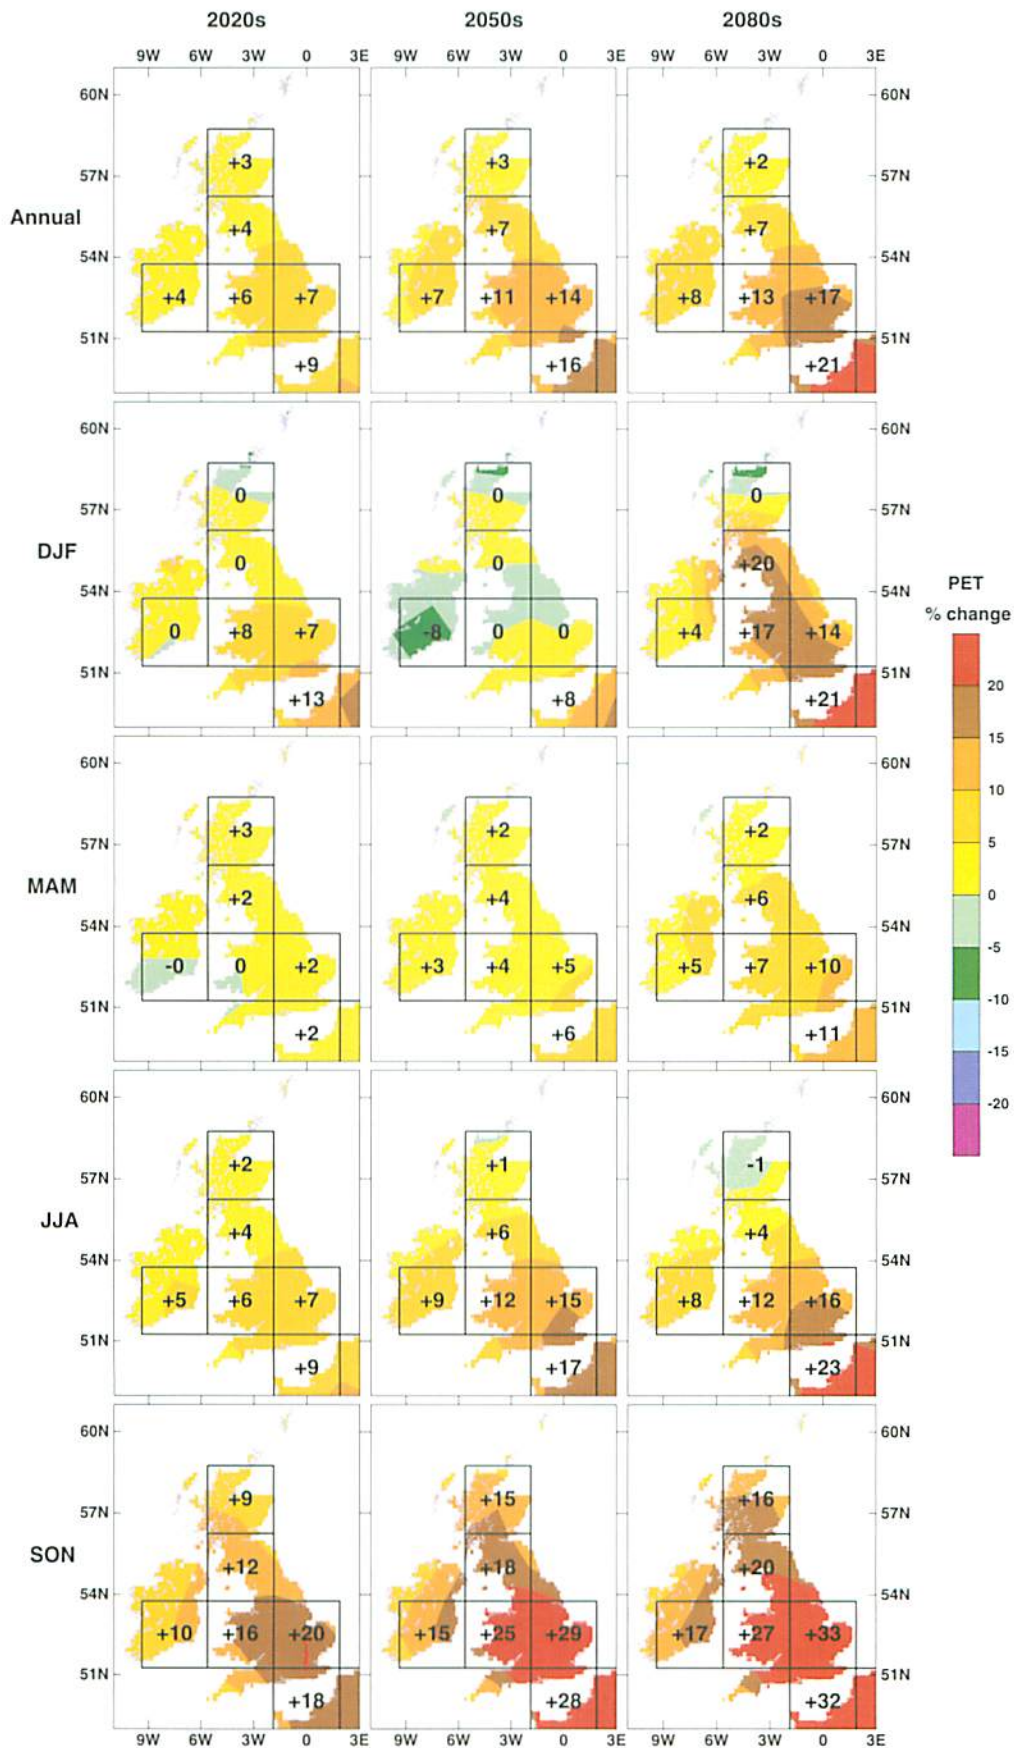 2020s 2050s 2080s
9W 6W 3W 0 3E 9W 6W 3W 0 3E 9W 6W 3W 0 3E
60N 60N
+3 +3 +2
57N 57N
Annual
+4 +7 +7
54N 54N
+4 +6 +7 +7 +11 +14 +8 +13 +17
51N 51N
+9 +16 +21
60N 60N
0 0 0
57N 57N
DJF
0 0 +20
54N 54N
PET
% change
0 +8 +7 -8 0 0 +4 +17 +14
51N 51N
+13 +8 +21
20
15
10
5
0
-5
-10
-15
-20
60N 60N
+3 +2 +2
57N 57N
MAM
+2 +4 +6
54N 54N
-0 0 +2 +3 +4 +5 +5 +7 +10
51N 51N
+2 +6 +11
60N 60N
+2 +1 -1
57N 57N
JJA
+4 +6 +4
54N 54N
+5 +6 +7 +9 +12 +15 +8 +12 +16
51N 51N
+9 +17 +23
60N 60N
+9 +15 +16
57N 57N
SON
+12 +18 +20
54N 54N
+10 +16 +20 +15 +25 +29 +17 +27 +33
51N 51N
+18 +28 +32
9W 6W 3W 0 3E 9W 6W 3W 0 3E 9W 6W 3W 0 3E